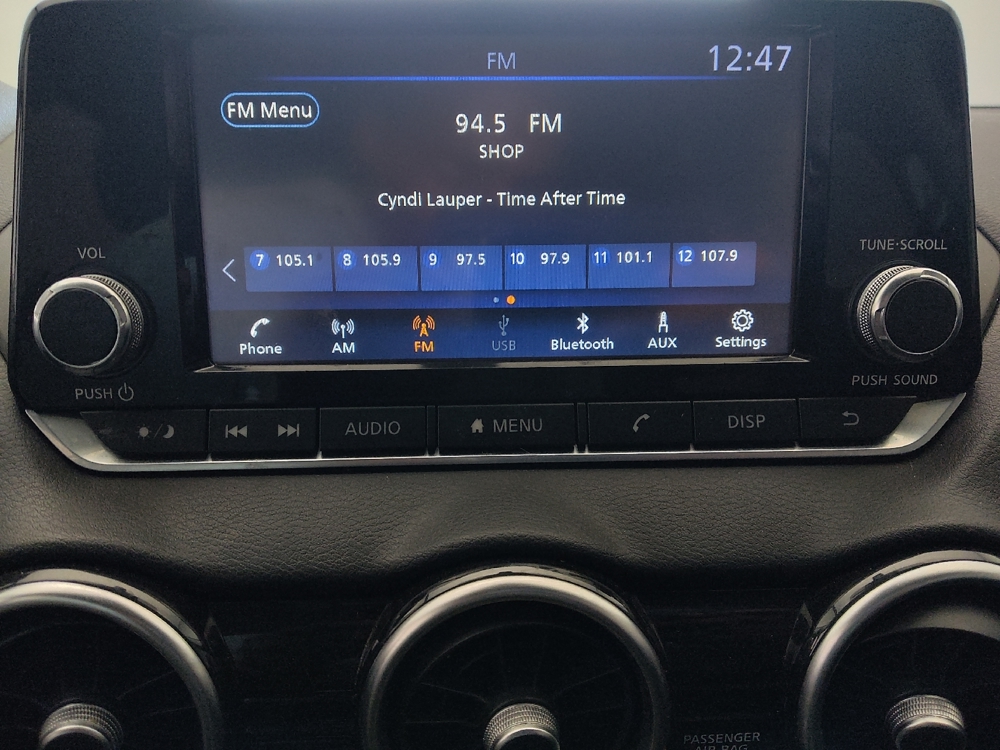 FM 12:47
FM Menu
94.5 FM
SHOP
Cyndi Lauper - Time After Time
7 105.1 8 105.9 9 97.5 10 97.9 11 101.1 12 107.9
Phone AM FM USB Bluetooth AUX Settings
VOL
PUSH
TUNE·SCROLL
PUSH SOUND
AUDIO MENU DISP
PASSENGER
AIR BAG